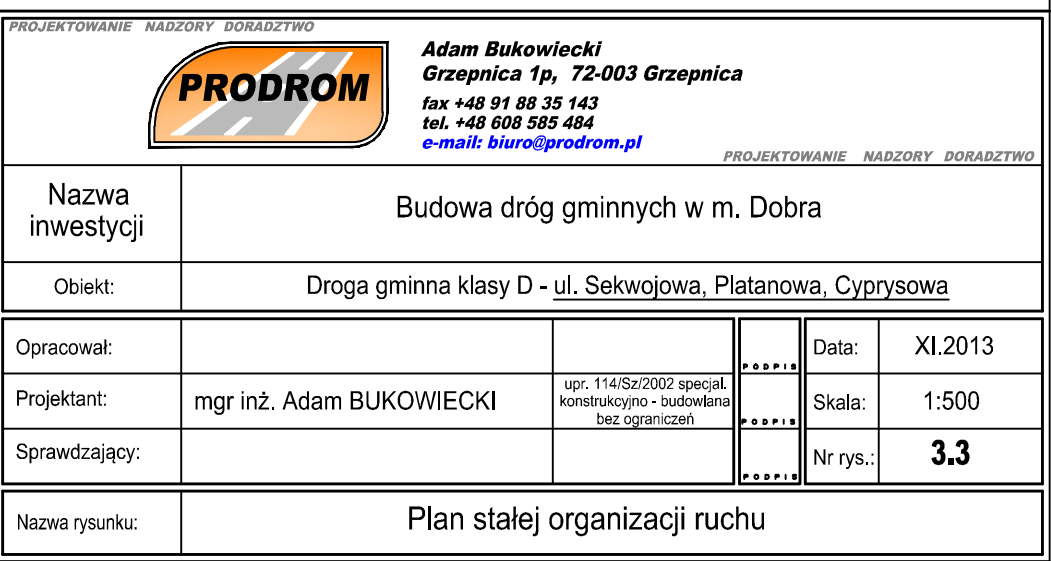 PROJEKTOWANIE NADZORY DORADZTWO
PRODROM
Adam Bukowiecki
Grzepnica 1p, 72-003 Grzepnica
fax +48 91 88 35 143
tel. +48 608 585 484
e-mail: biuro@prodrom.pl
PROJEKTOWANIE NADZORY DORADZTWO
Nazwa
inwestycji
Budowa dróg gminnych w m. Dobra
Obiekt:
Droga gminna klasy D - ul. Sekwojowa, Platanowa, Cyprysowa
Opracował:
PODPIS
Data:
XI.2013
Projektant:
mgr inż. Adam BUKOWIECKI
upr. 114/Sz/2002 specjal.
konstrukcyjno - budowlana
bez ograniczeń
PODPIS
Skala:
1:500
Sprawdzający:
PODPIS
Nr rys.:
3.3
Nazwa rysunku:
Plan stałej organizacji ruchu